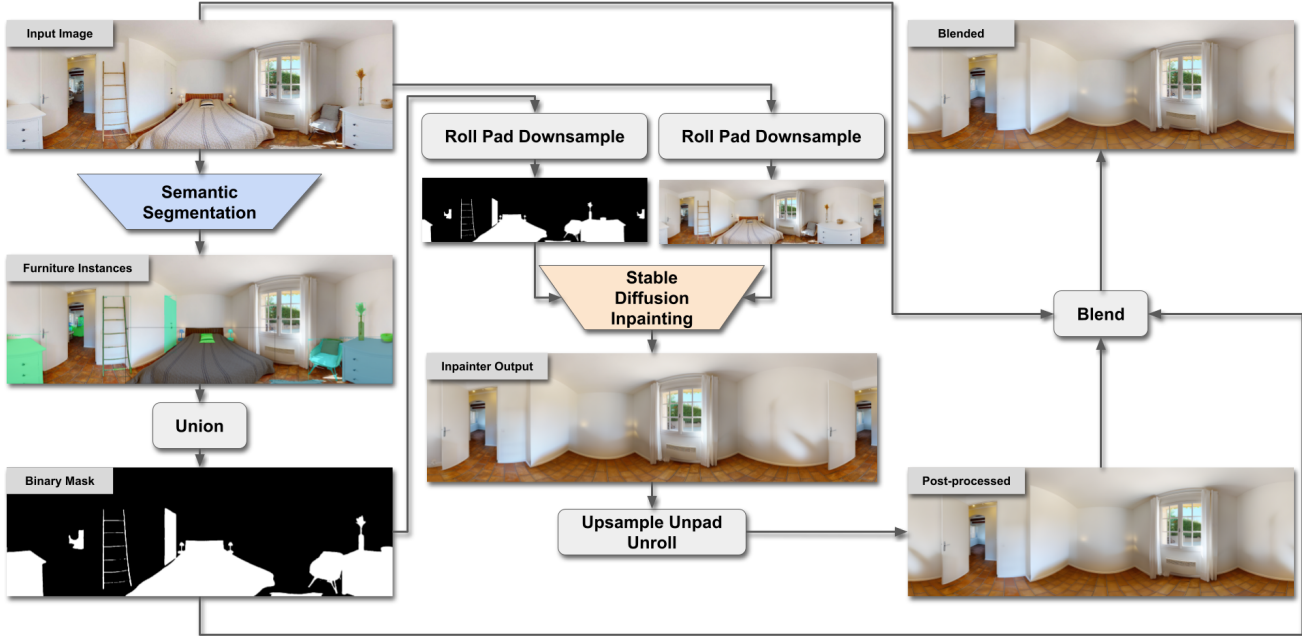 Input Image
Semantic
Segmentation
Furniture Instances
Union
Binary Mask
Roll Pad Downsample
Roll Pad Downsample
Stable
Diffusion
Inpainting
Inpainter Output
Upsample Unpad
Unroll
Blended
Blend
Post-processed